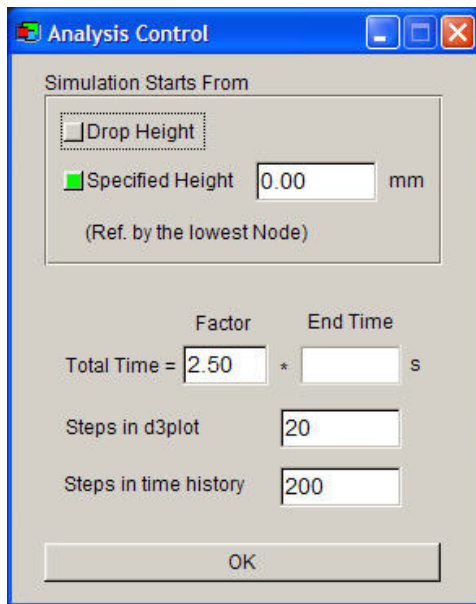 Analysis Control
Simulation Starts From
Drop Height
Specified Height 0.00 mm
(Ref. by the lowest Node)
Factor End Time
Total Time = 2.50 * s
Steps in d3plot 20
Steps in time history 200
OK